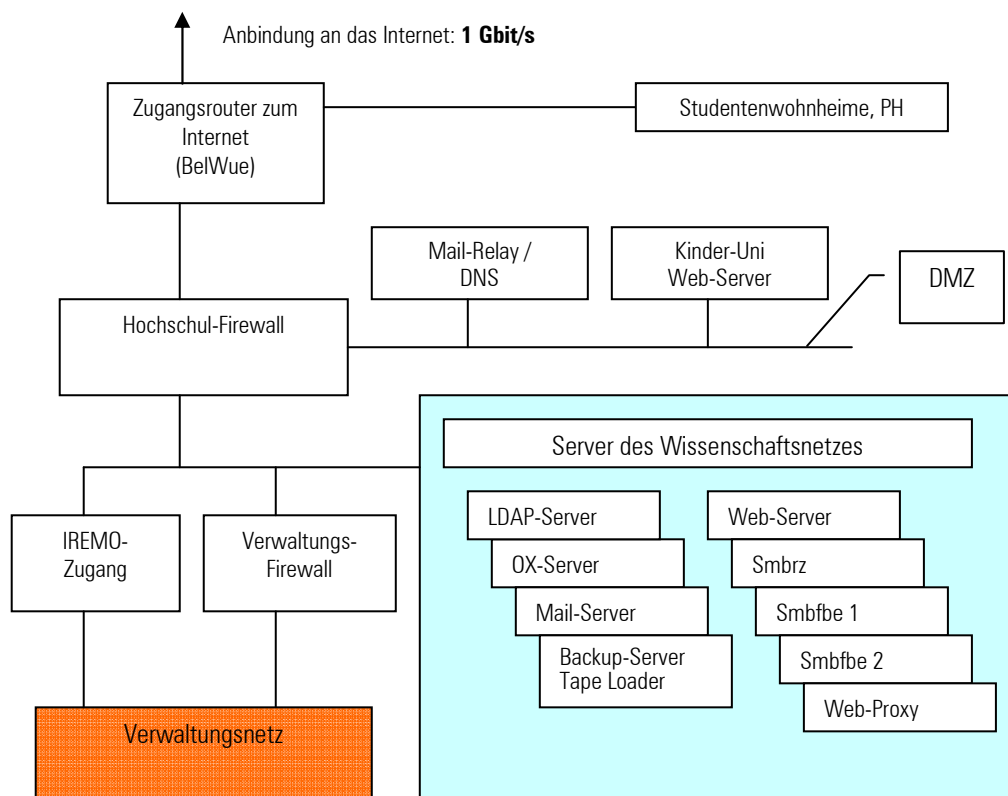 Anbindung an das Internet: 1 Gbit/s
Zugangsrouter zum
Internet
(BelWue)
Studentenwohnheime, PH
Mail-Relay /
DNS
Kinder-Uni
Web-Server
DMZ
Hochschul-Firewall
Server des Wissenschaftsnetzes
IREMO-
Zugang
Verwaltungs-
Firewall
LDAP-Server
OX-Server
Mail-Server
Backup-Server
Tape Loader
Web-Server
Smbrz
Smbfbe 1
Smbfbe 2
Web-Proxy
Verwaltungsnetz